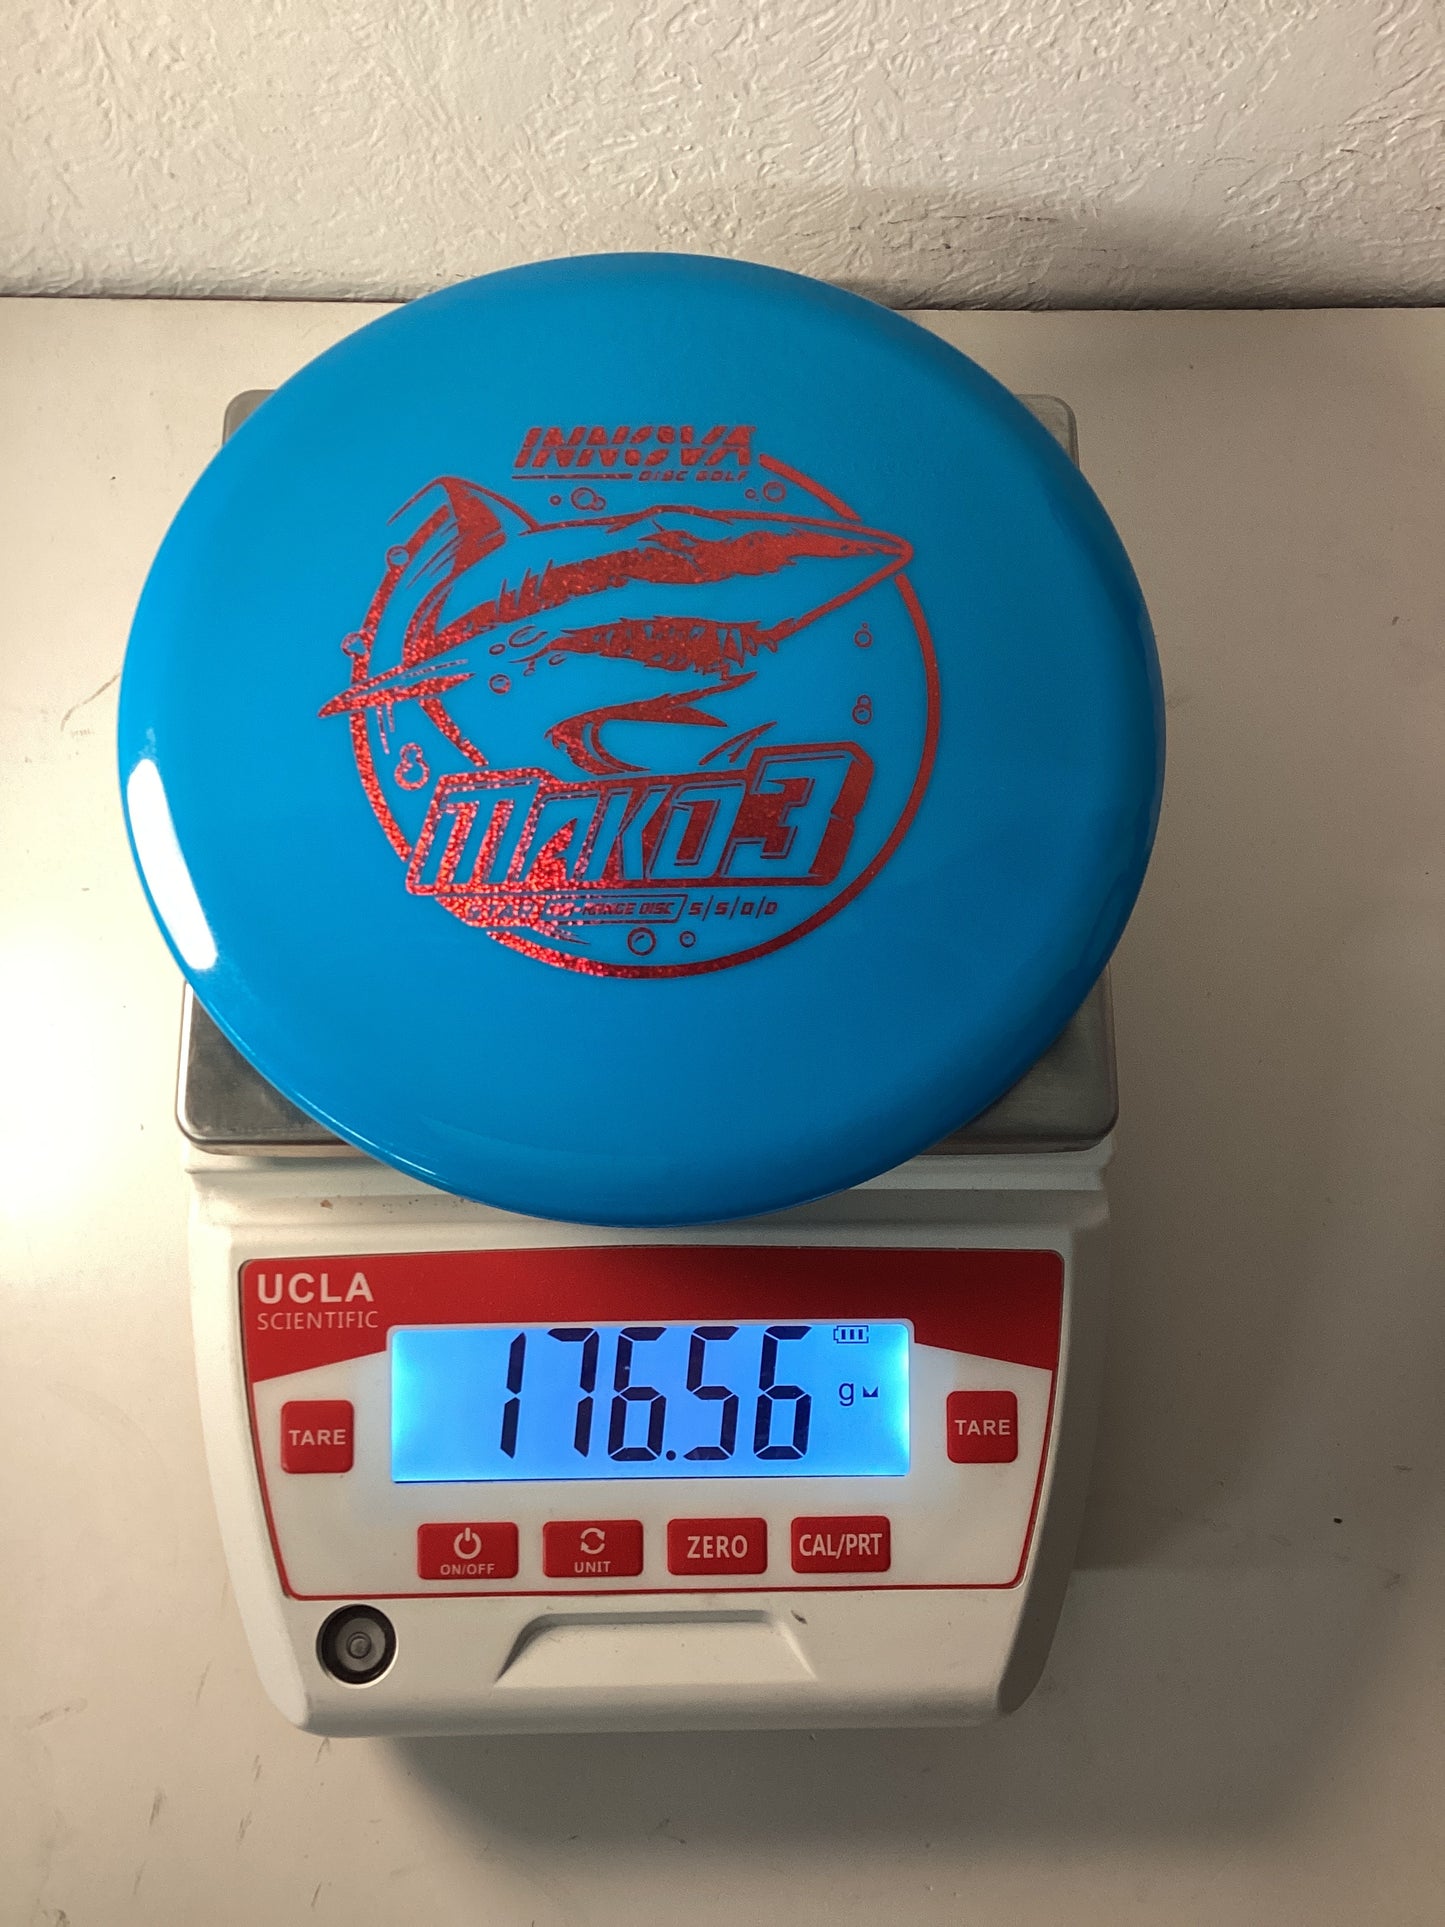 INNOVA
DISC GOLF
MAKO3
STAR MID-RANGE DISC 5/5/0/0
UCLA
SCIENTIFIC
176.56 g
TARE
TARE
ON/OFF
UNIT
ZERO
CAL/PRT